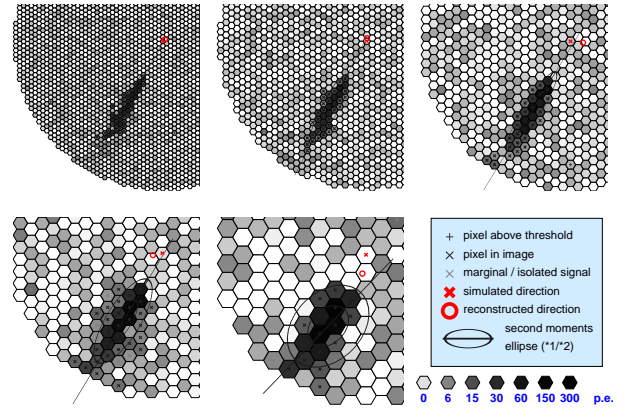 pixel above threshold
pixel in image
marginal / isolated signal
simulated direction
reconstructed direction
second moments
ellipse (*1/*2)
0 6 15 30 60 150 300 p.e.